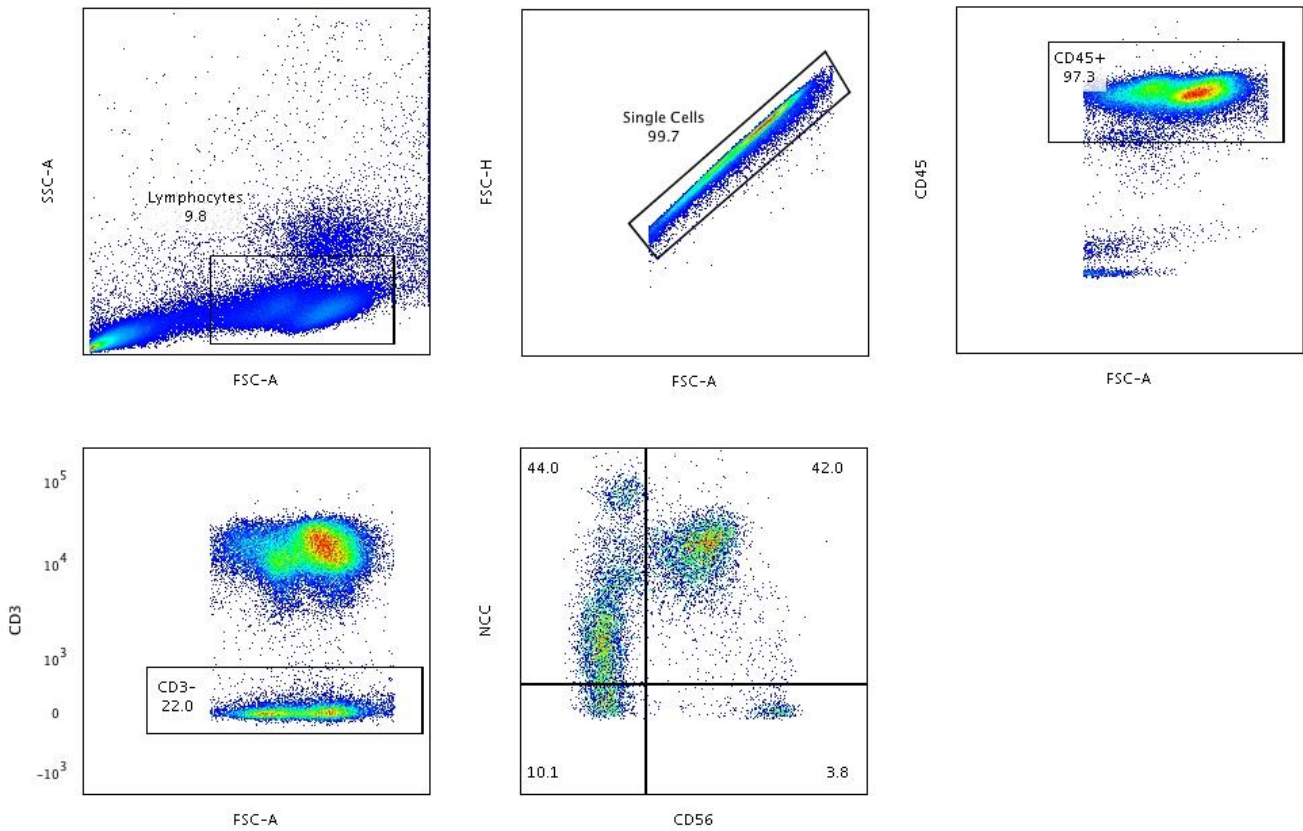 SSC-A
Lymphocytes
9.8
FSC-A
FSC-H
Single Cells
99.7
FSC-A
CD45
CD45+
97.3
FSC-A
CD3
10^5
10^4
10^3
0
-10^3
CD3-
22.0
FSC-A
NCC
44.0
42.0
10.1
3.8
CD56